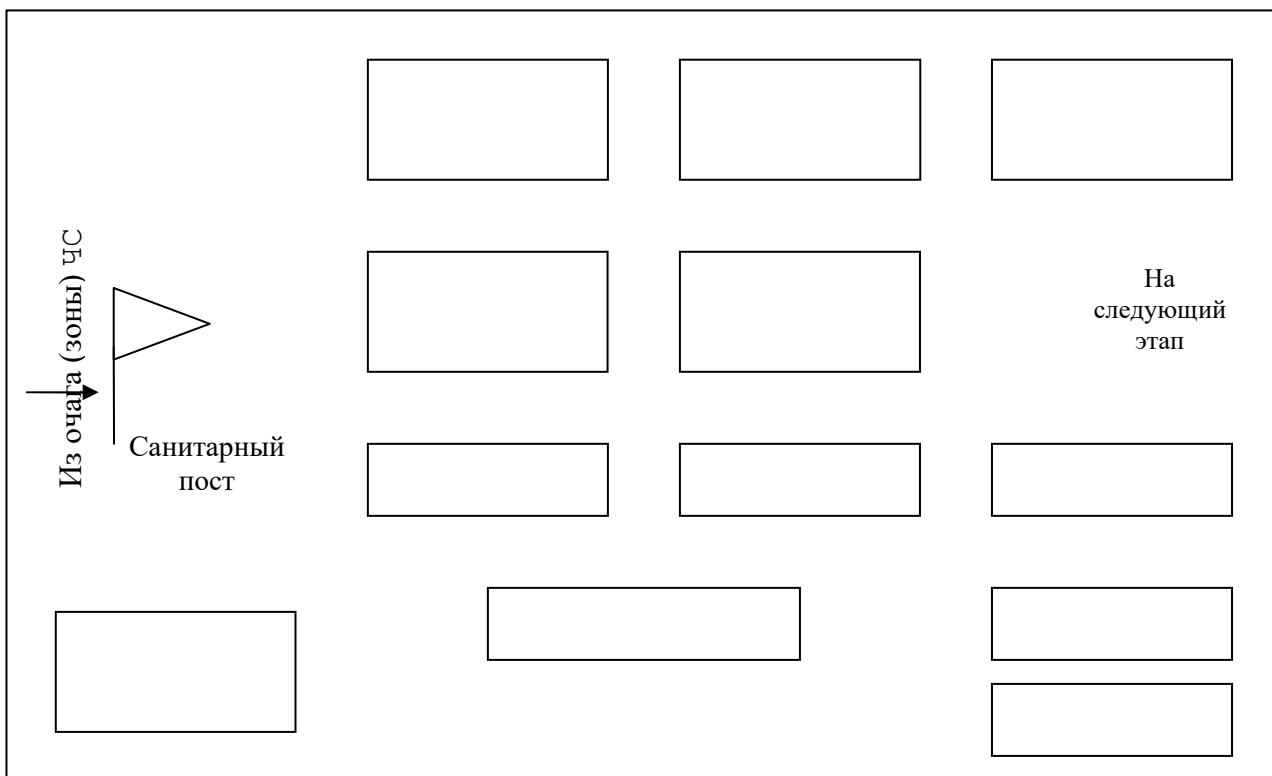 Из очага (зоны) ЧС
Санитарный
пост
На
следующий
этап